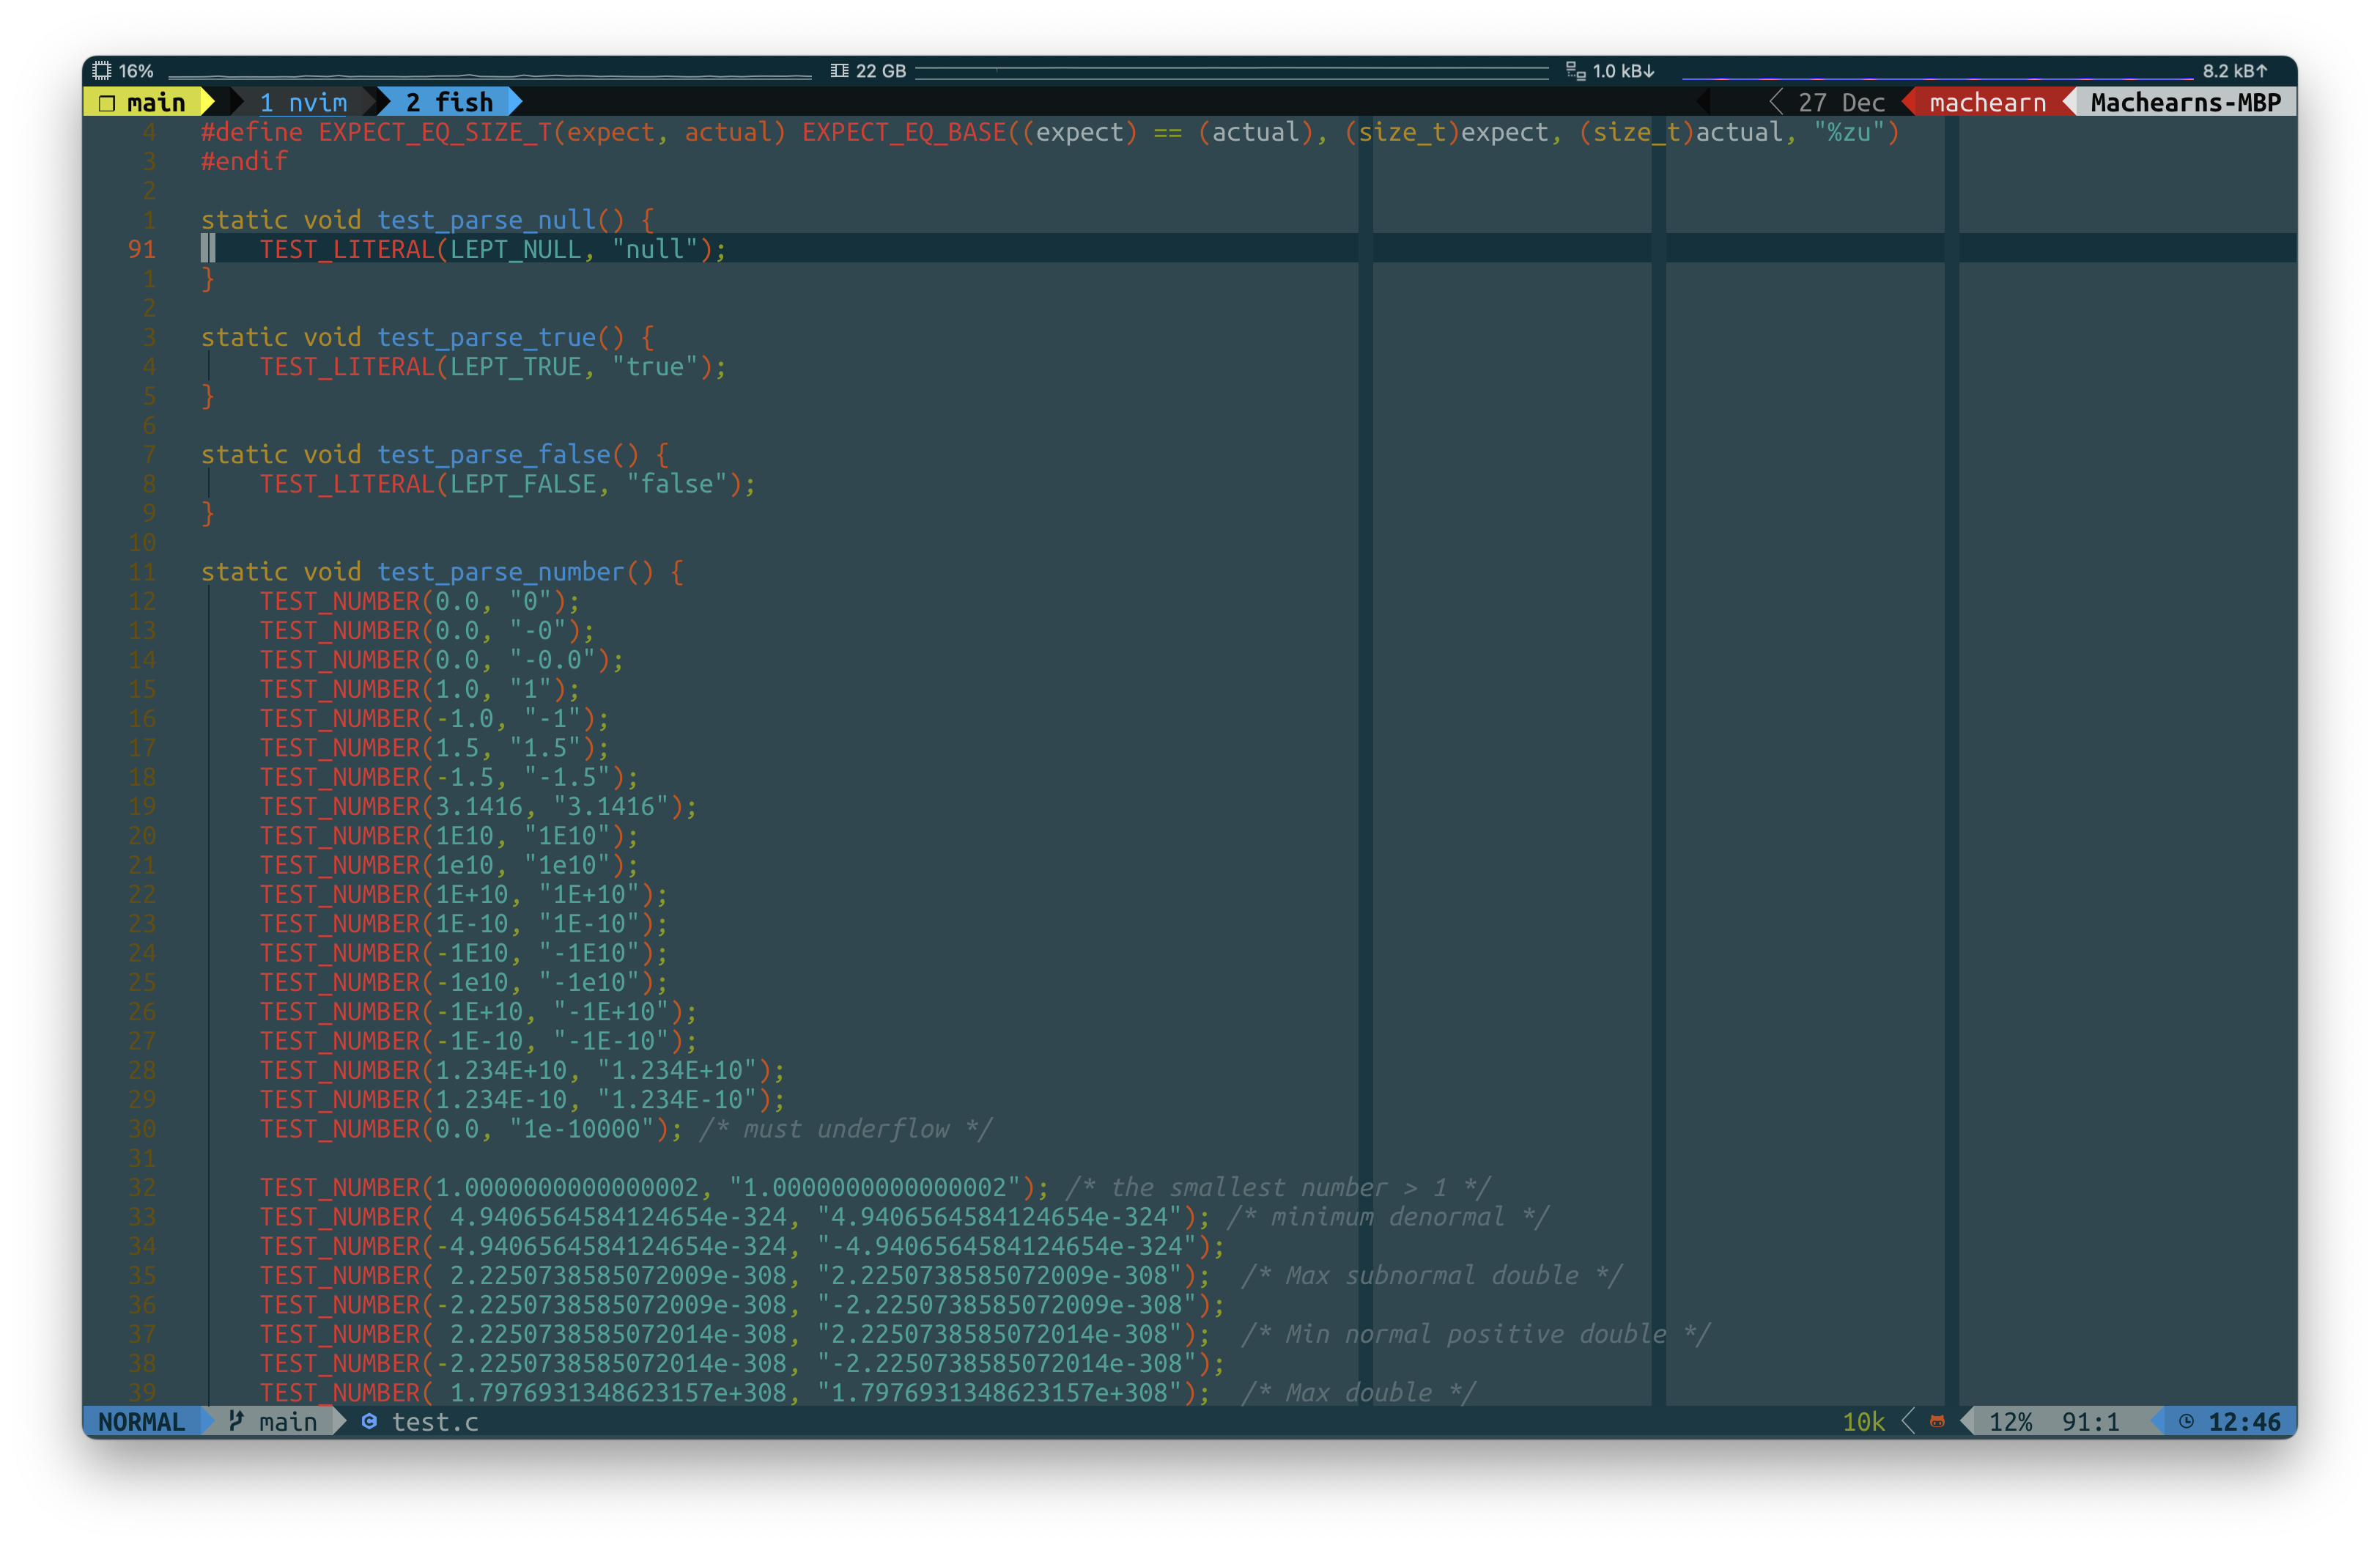 16% 22 GB 1.0 kB↓ 8.2 kB↑
❐ main 1 nvim 2 fish 27 Dec machearn Machearns-MBP
4 #define EXPECT_EQ_SIZE_T(expect, actual) EXPECT_EQ_BASE((expect) == (actual), (size_t)expect, (size_t)actual, "%zu")
3 #endif
2
1 static void test_parse_null() {
91     TEST_LITERAL(LEPT_NULL, "null");
1 }
2
3 static void test_parse_true() {
4     TEST_LITERAL(LEPT_TRUE, "true");
5 }
6
7 static void test_parse_false() {
8     TEST_LITERAL(LEPT_FALSE, "false");
9 }
10
11 static void test_parse_number() {
12     TEST_NUMBER(0.0, "0");
13     TEST_NUMBER(0.0, "-0");
14     TEST_NUMBER(0.0, "-0.0");
15     TEST_NUMBER(1.0, "1");
16     TEST_NUMBER(-1.0, "-1");
17     TEST_NUMBER(1.5, "1.5");
18     TEST_NUMBER(-1.5, "-1.5");
19     TEST_NUMBER(3.1416, "3.1416");
20     TEST_NUMBER(1E10, "1E10");
21     TEST_NUMBER(1e10, "1e10");
22     TEST_NUMBER(1E+10, "1E+10");
23     TEST_NUMBER(1E-10, "1E-10");
24     TEST_NUMBER(-1E10, "-1E10");
25     TEST_NUMBER(-1e10, "-1e10");
26     TEST_NUMBER(-1E+10, "-1E+10");
27     TEST_NUMBER(-1E-10, "-1E-10");
28     TEST_NUMBER(1.234E+10, "1.234E+10");
29     TEST_NUMBER(1.234E-10, "1.234E-10");
30     TEST_NUMBER(0.0, "1e-10000"); /* must underflow */
31
32     TEST_NUMBER(1.0000000000000002, "1.0000000000000002"); /* the smallest number > 1 */
33     TEST_NUMBER( 4.9406564584124654e-324, "4.9406564584124654e-324"); /* minimum denormal */
34     TEST_NUMBER(-4.9406564584124654e-324, "-4.9406564584124654e-324");
35     TEST_NUMBER( 2.2250738585072009e-308, "2.2250738585072009e-308");  /* Max subnormal double */
36     TEST_NUMBER(-2.2250738585072009e-308, "-2.2250738585072009e-308");
37     TEST_NUMBER( 2.2250738585072014e-308, "2.2250738585072014e-308");  /* Min normal positive double */
38     TEST_NUMBER(-2.2250738585072014e-308, "-2.2250738585072014e-308");
39     TEST_NUMBER( 1.7976931348623157e+308, "1.7976931348623157e+308");  /* Max double */
NORMAL main test.c 10k 12% 91:1 12:46